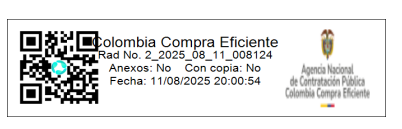 Colombia Compra Eficiente
Rad No. 2_2025_08_11_008124
Anexos: No Con copia: No
Fecha: 11/08/2025 20:00:54
Agencia Nacional
de Contratación Pública
Colombia Compra Eficiente